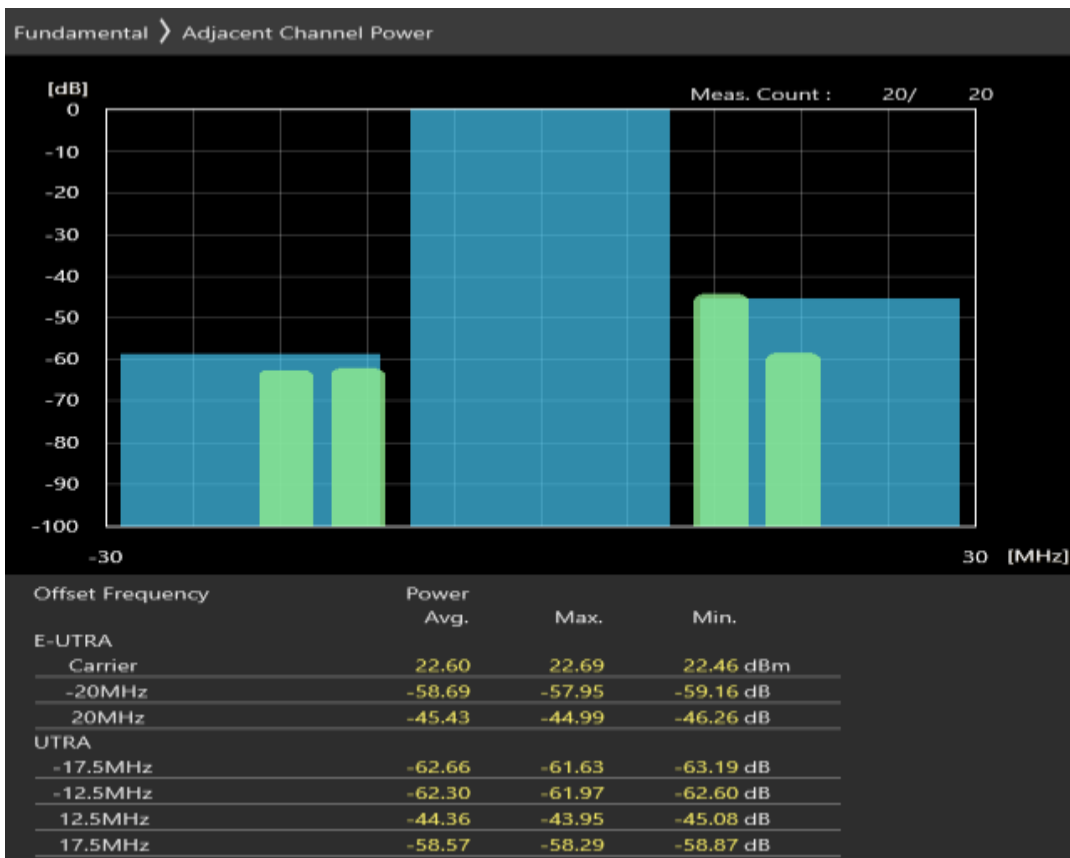 Fundamental 〉 Adjacent Channel Power
[dB]
Meas. Count : 20/ 20
0
-10
-20
-30
-40
-50
-60
-70
-80
-90
-100
-30 30 [MHz]
Offset Frequency Power
Avg. Max. Min.
E-UTRA
Carrier 22.60 22.69 22.46 dBm
-20MHz -58.69 -57.95 -59.16 dB
20MHz -45.43 -44.99 -46.26 dB
UTRA
-17.5MHz -62.66 -61.63 -63.19 dB
-12.5MHz -62.30 -61.97 -62.60 dB
12.5MHz -44.36 -43.95 -45.08 dB
17.5MHz -58.57 -58.29 -58.87 dB